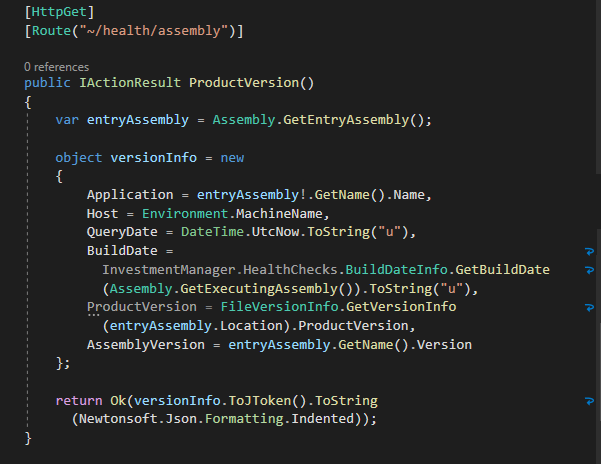 [HttpGet]
[Route("~/health/assembly")]
0 references
public IActionResult ProductVersion()
{
var entryAssembly = Assembly.GetEntryAssembly();
object versionInfo = new
{
Application = entryAssembly!.GetName().Name,
Host = Environment.MachineName,
QueryDate = DateTime.UtcNow.ToString("u"),
BuildDate =
InvestmentManager.HealthChecks.BuildDateInfo.GetBuildDate
(Assembly.GetExecutingAssembly()).ToString("u"),
ProductVersion = FileVersionInfo.GetVersionInfo
(entryAssembly.Location).ProductVersion,
AssemblyVersion = entryAssembly.GetName().Version
};
return Ok(versionInfo.ToJToken().ToString
(Newtonsoft.Json.Formatting.Indented));
}